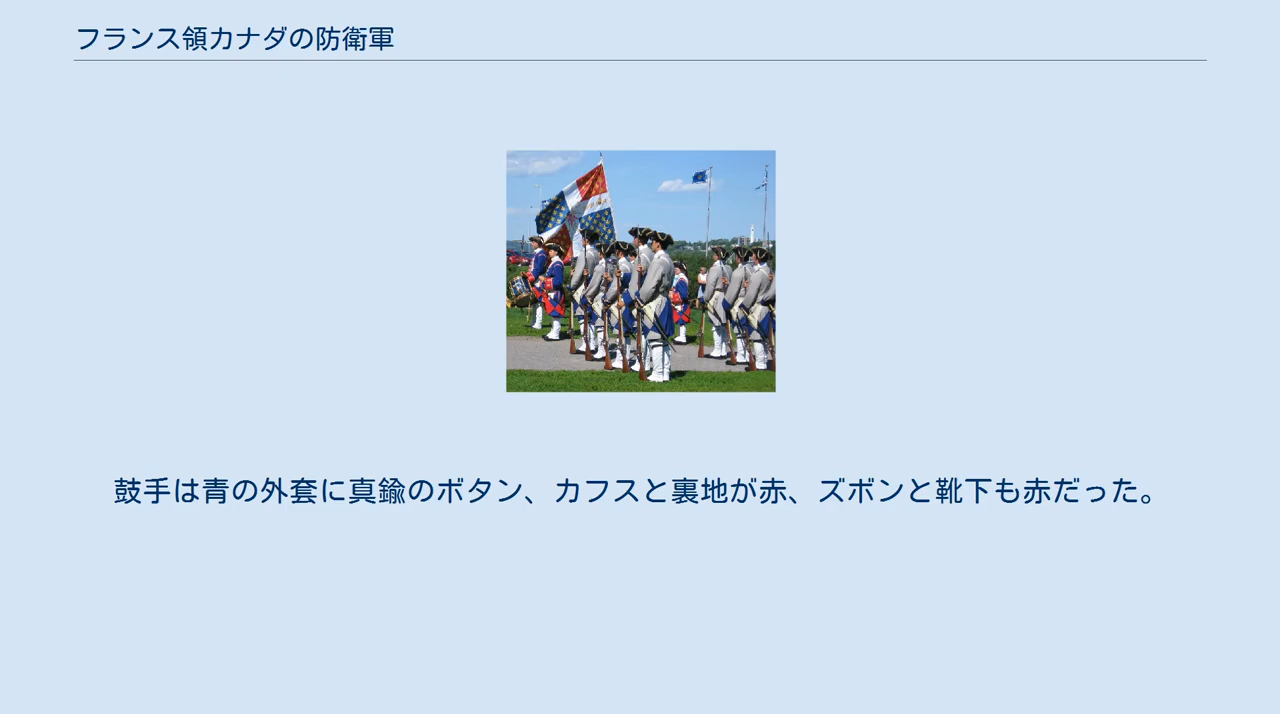 フランス領カナダの防衛軍
鼓手は青の外套に真鍮のボタン、カフスと裏地が赤、ズボンと靴下も赤だった。